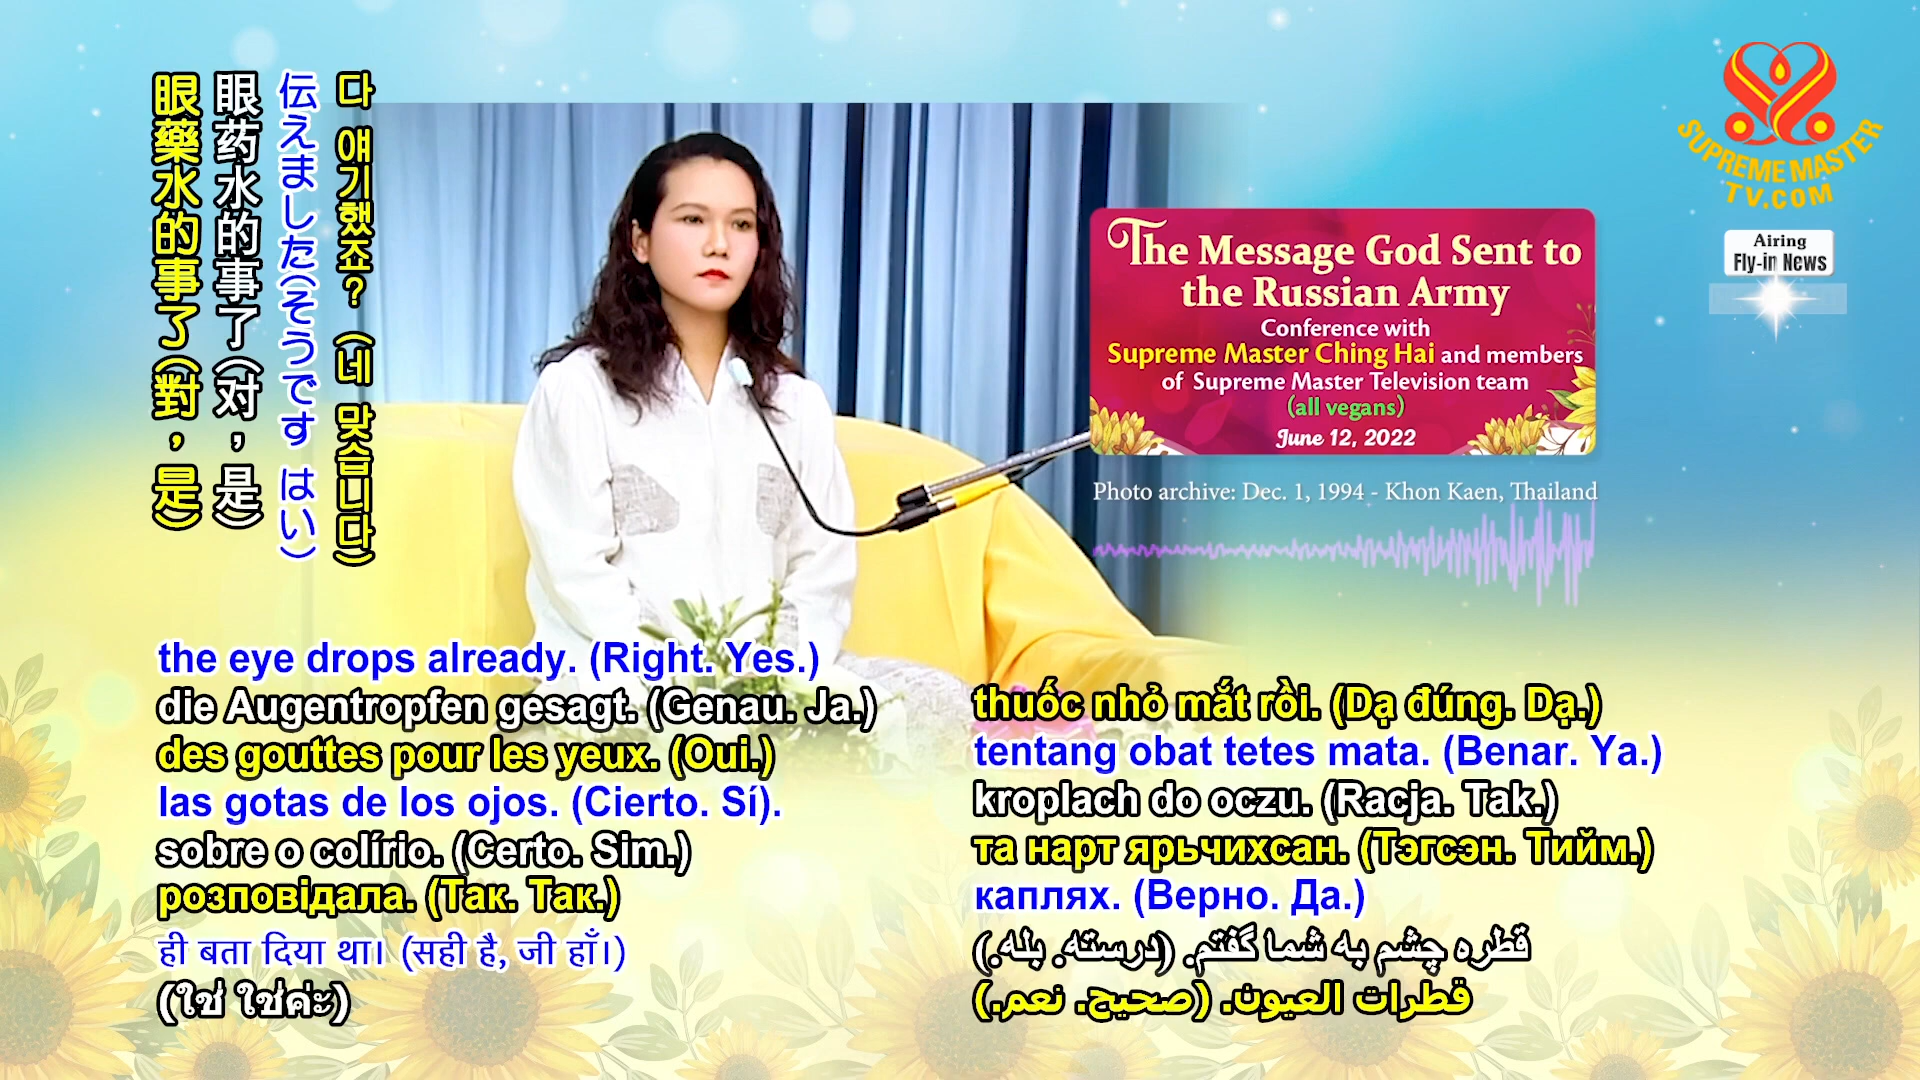 眼藥水的事了(對，是)
眼药水的事了(对，是)
伝えました(そうです はい)
다 얘기했죠? (네 맞습니다)
SUPREME MASTER
TV.COM
Airing
Fly-in News
The Message God Sent to
the Russian Army
Conference with
Supreme Master Ching Hai and members
of Supreme Master Television team
(all vegans)
June 12, 2022
Photo archive: Dec. 1, 1994 - Khon Kaen, Thailand
the eye drops already. (Right. Yes.)
die Augentropfen gesagt. (Genau. Ja.)
des gouttes pour les yeux. (Oui.)
las gotas de los ojos. (Cierto. Sí).
sobre o colírio. (Certo. Sim.)
розповідала. (Так. Так.)
ही बता दिया था। (सही है, जी हाँ।)
(ใช่ ใช่ค่ะ)
thuốc nhỏ mắt rồi. (Dạ đúng. Dạ.)
tentang obat tetes mata. (Benar. Ya.)
kroplach do oczu. (Racja. Tak.)
та нарт ярьчихсан. (Тэгсэн. Тийм.)
каплях. (Верно. Да.)
قطره چشم به شما گفتم. (درسته. بله.)
قطرات العيون. (صحيح. نعم.)